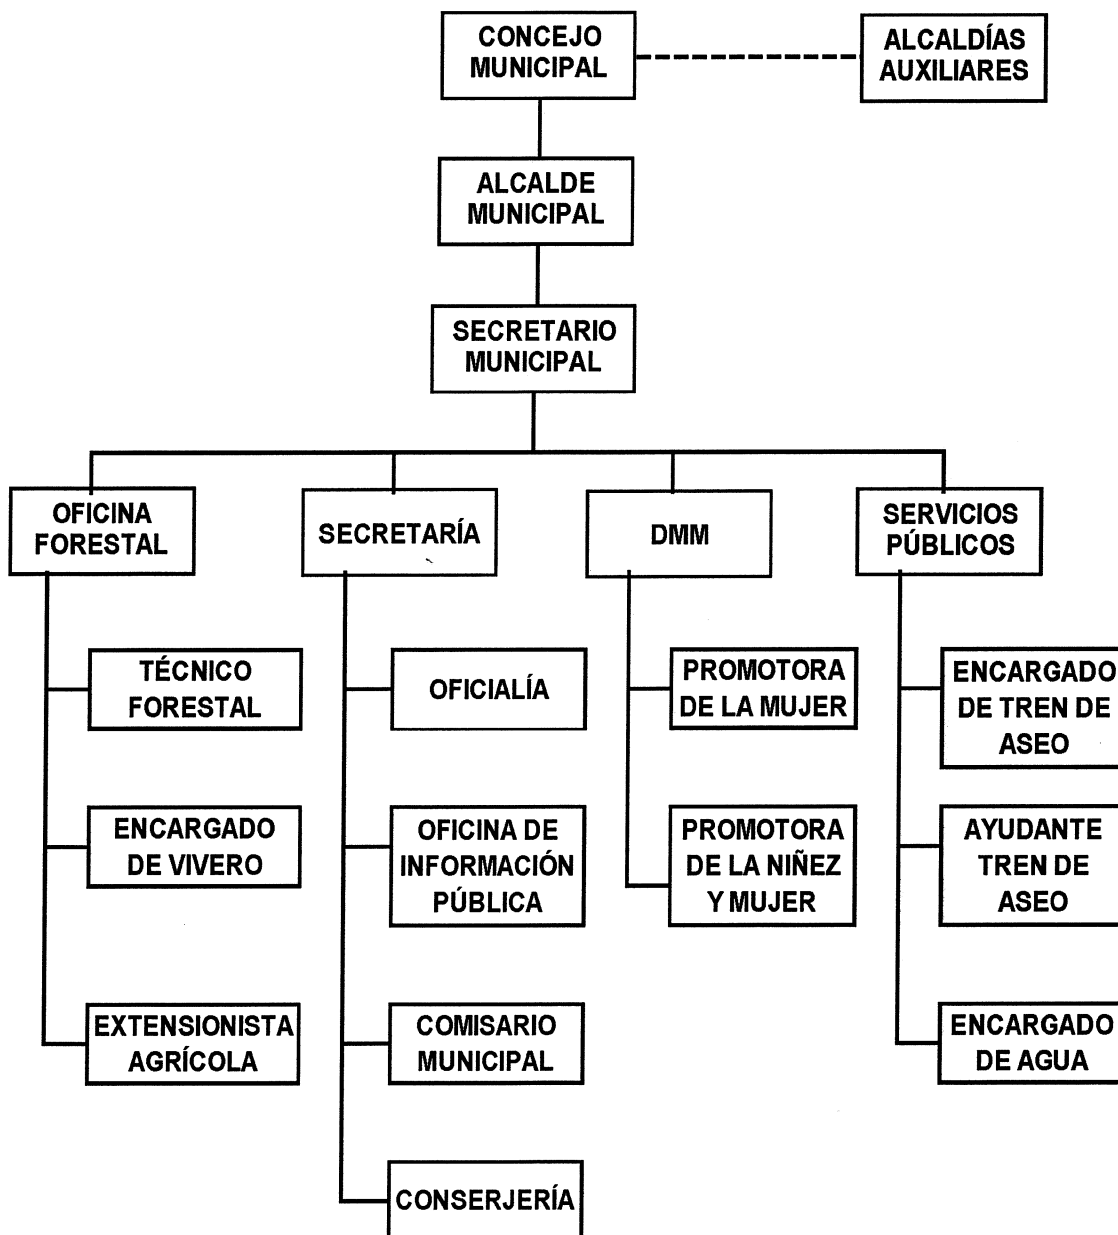 CONCEJO
MUNICIPAL
ALCALDÍAS
AUXILIARES
ALCALDE
MUNICIPAL
SECRETARIO
MUNICIPAL
OFICINA
FORESTAL
SECRETARÍA
DMM
SERVICIOS
PÚBLICOS
TÉCNICO
FORESTAL
OFICIALÍA
PROMOTORA
DE LA MUJER
ENCARGADO
DE TREN DE
ASEO
ENCARGADO
DE VIVERO
OFICINA DE
INFORMACIÓN
PÚBLICA
PROMOTORA
DE LA NIÑEZ
Y MUJER
AYUDANTE
TREN DE
ASEO
EXTENSIONISTA
AGRÍCOLA
COMISARIO
MUNICIPAL
ENCARGADO
DE AGUA
CONSERJERÍA